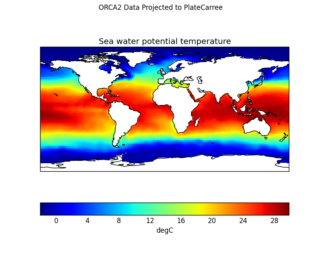 ORCA2 Data Projected to PlateCarree
Sea water potential temperature
0 4 8 12 16 20 24 28
degC